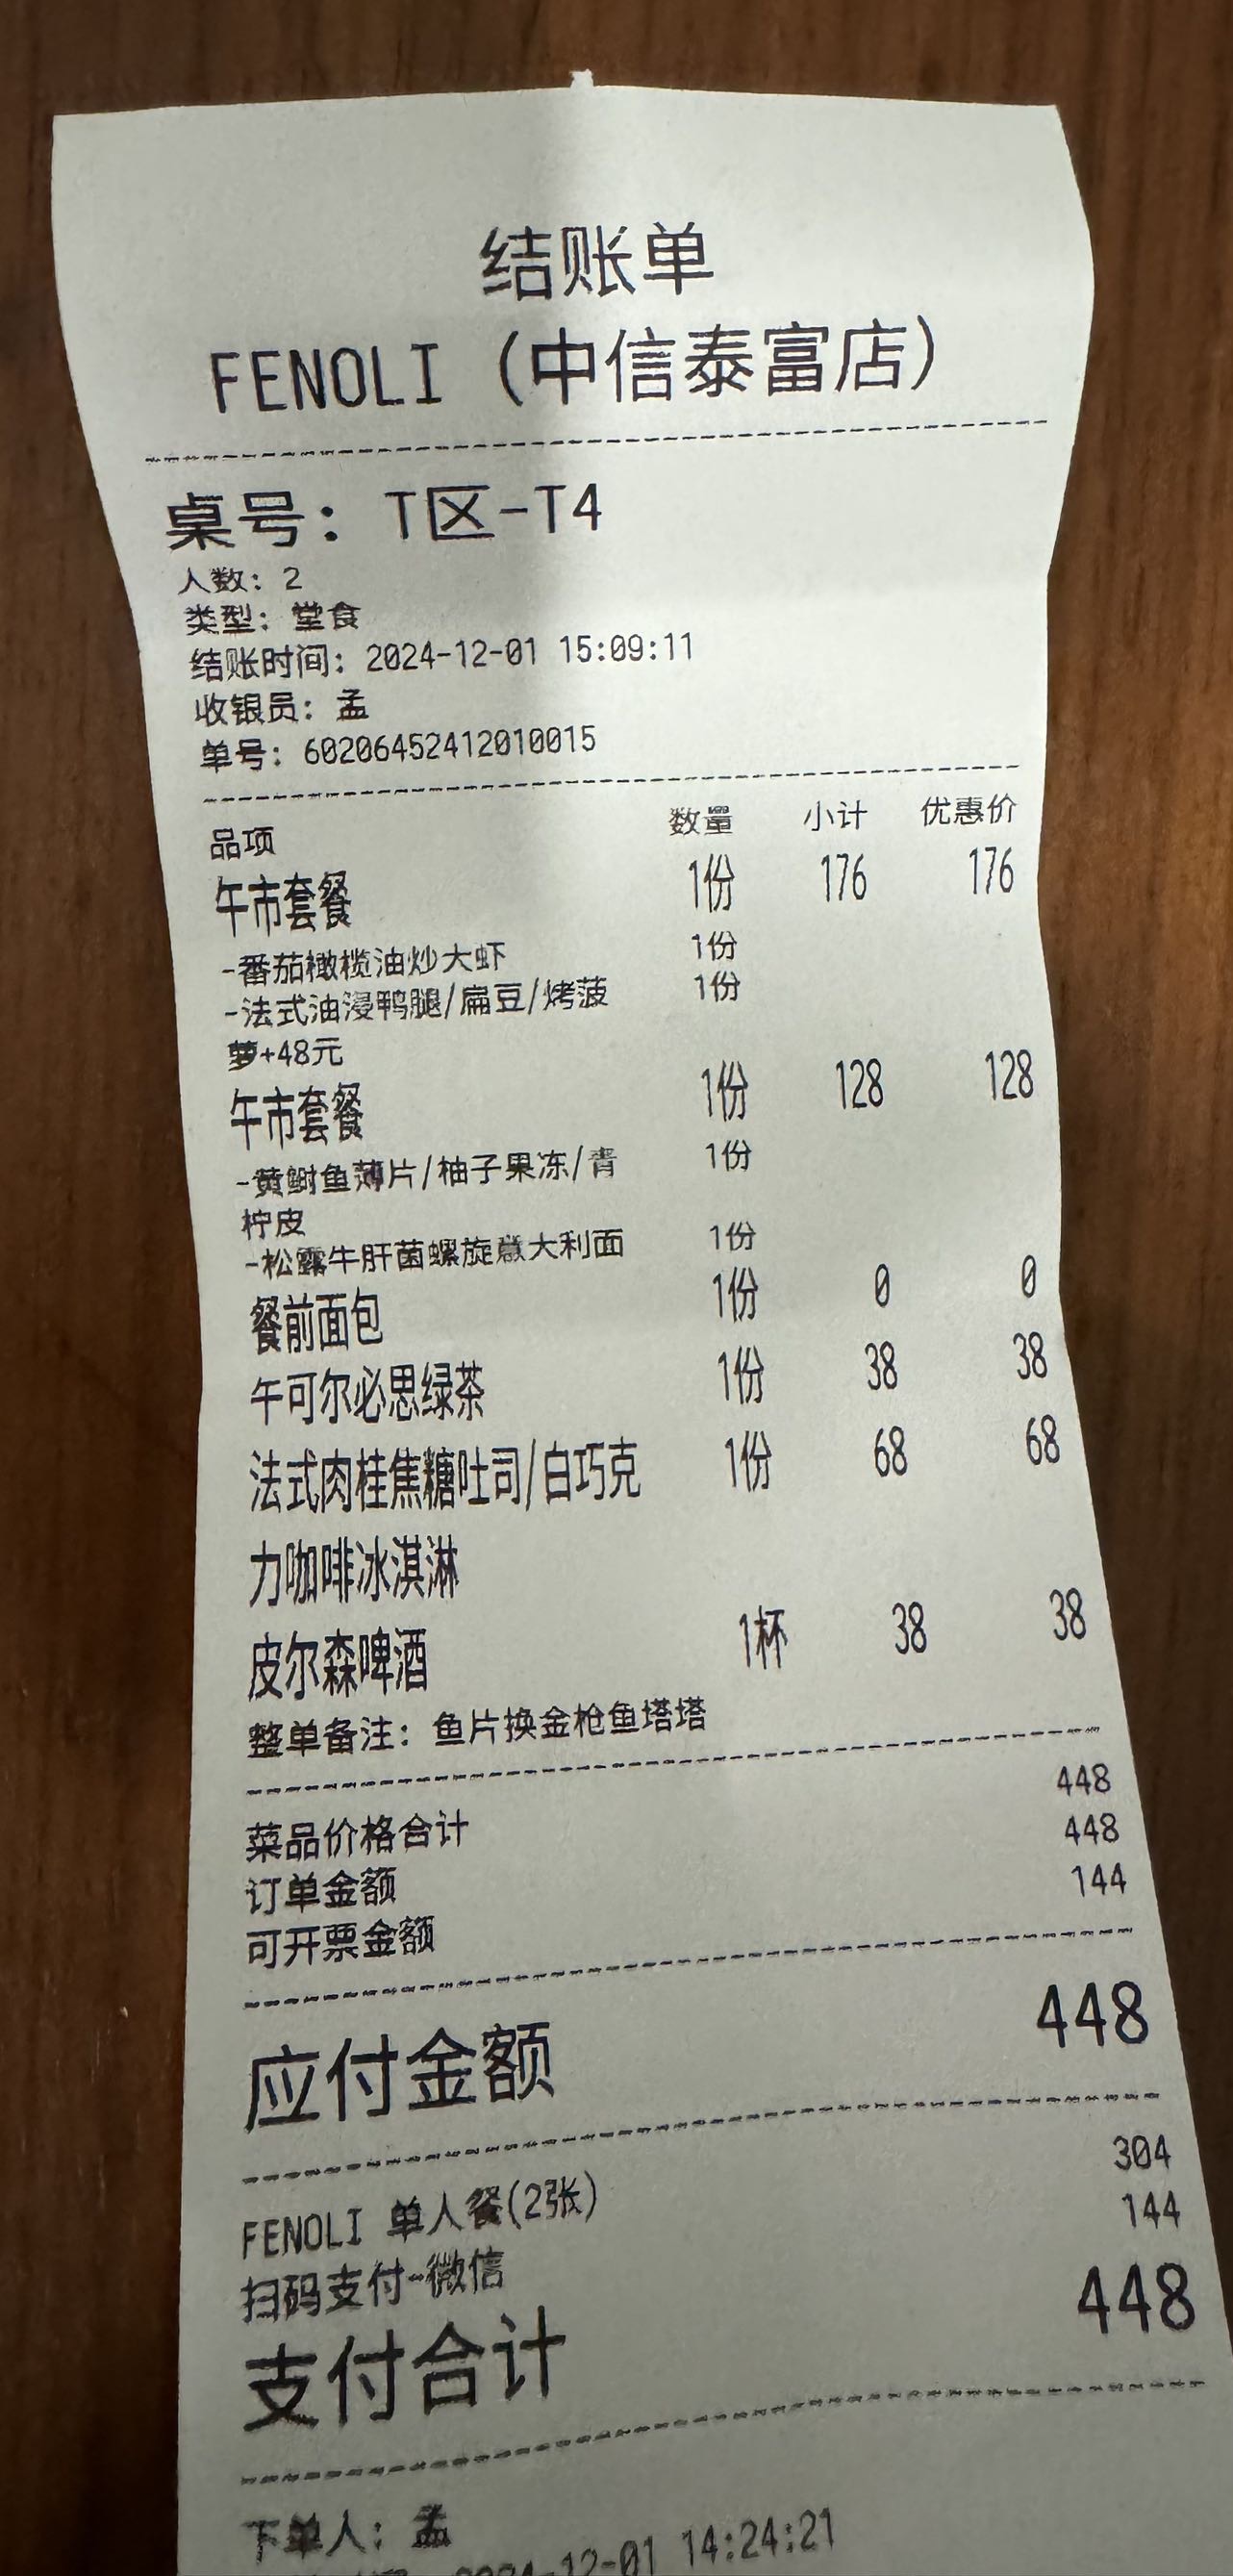 结账单
FENOLI（中信泰富店）
桌号：T区-T4
人数：2
类型：堂食
结账时间：2024-12-01 15:09:11
收银员：孟
单号：60206452412010015
品项 数量 小计 优惠价
午市套餐 1份 176 176
-番茄橄榄油炒大虾 1份
-法式油浸鸭腿/扁豆/烤菠 1份
萝+48元
午市套餐 1份 128 128
-黄鰤鱼薄片/柚子果冻/青 1份
柠皮
-松露牛肝菌螺旋意大利面 1份
餐前面包 1份 0 0
午可尔必思绿茶 1份 38 38
法式肉桂焦糖吐司/白巧克 1份 68 68
力咖啡冰淇淋
皮尔森啤酒 1杯 38 38
整单备注：鱼片换金枪鱼塔塔
菜品价格合计 448
订单金额 448
可开票金额 144
应付金额 448
FENOLI 单人餐(2张) 304
扫码支付-微信 144
支付合计 448
下单人：孟
2024-12-01 14:24:21